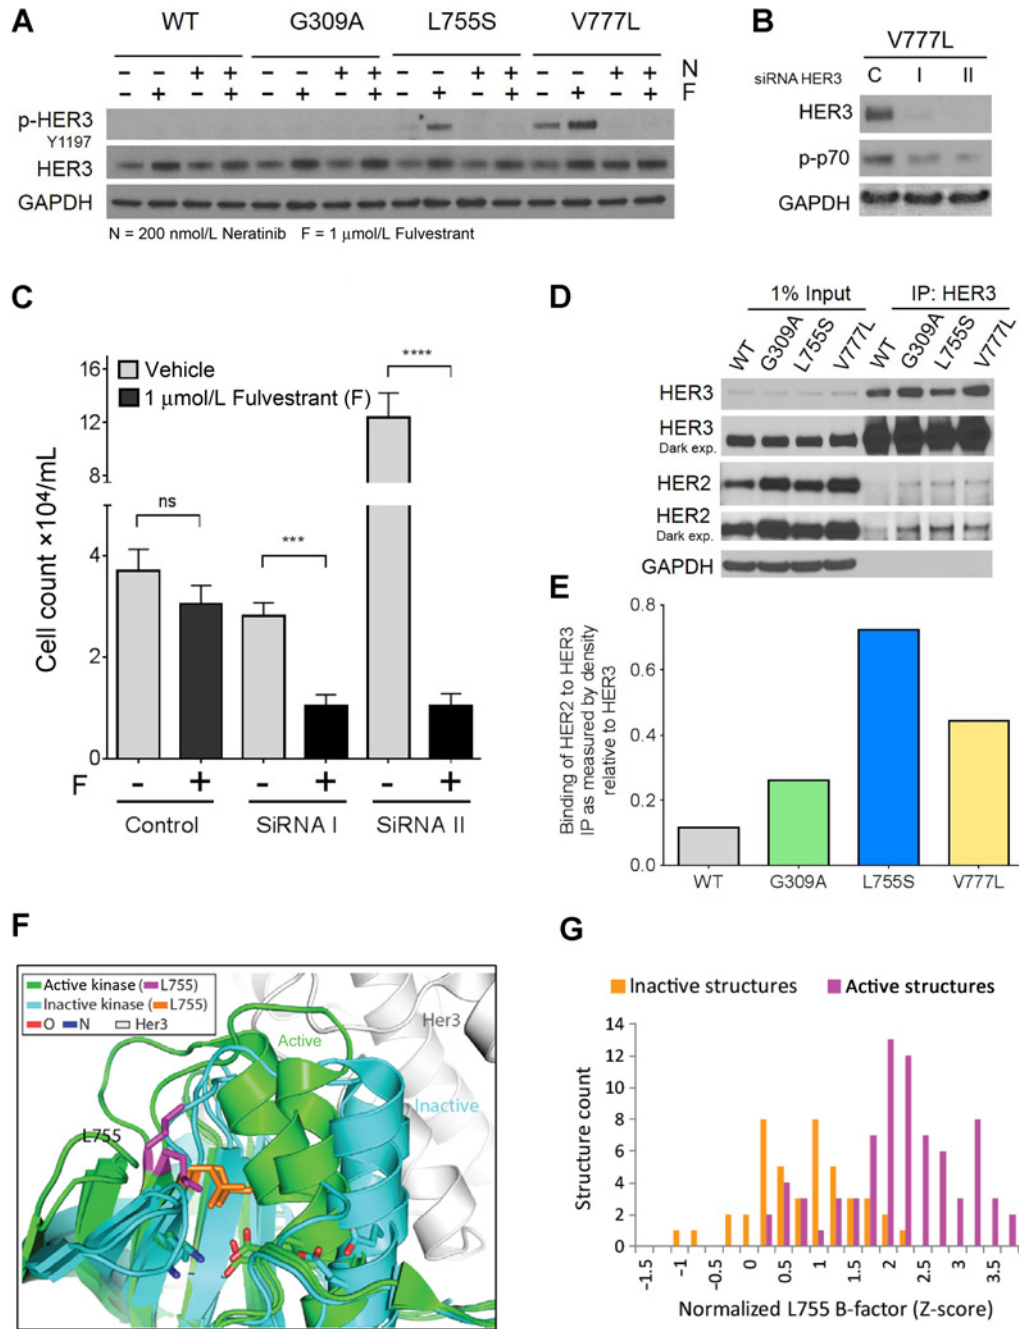 A
WT G309A L755S V777L
– – + + – – + + – – + + – – + + N
– + – + – + – + – + – + – + – + F
p-HER3
Y1197
HER3
GAPDH
N = 200 nmol/L Neratinib F = 1 μmol/L Fulvestrant
B
V777L
siRNA HER3 C I II
HER3
p-p70
GAPDH
C
Vehicle
1 μmol/L Fulvestrant (F)
Cell count ×10⁴/mL
16
12
8
4
2
0
ns
***
****
F - + - + - +
Control SiRNA I SiRNA II
D
1% Input IP: HER3
WT G309A L755S V777L WT G309A L755S V777L
HER3
HER3
Dark exp.
HER2
HER2
Dark exp.
GAPDH
E
Binding of HER2 to HER3
IP as measured by density
relative to HER3
0.8
0.6
0.4
0.2
0.0
WT G309A L755S V777L
F
Active kinase (L755)
Inactive kinase (L755)
O N Her3
Her3
Active
Inactive
L755
G
Inactive structures Active structures
Structure count
14
12
10
8
6
4
2
0
-1.5 -1 -0.5 0 0.5 1 1.5 2 2.5 3 3.5
Normalized L755 B-factor (Z-score)